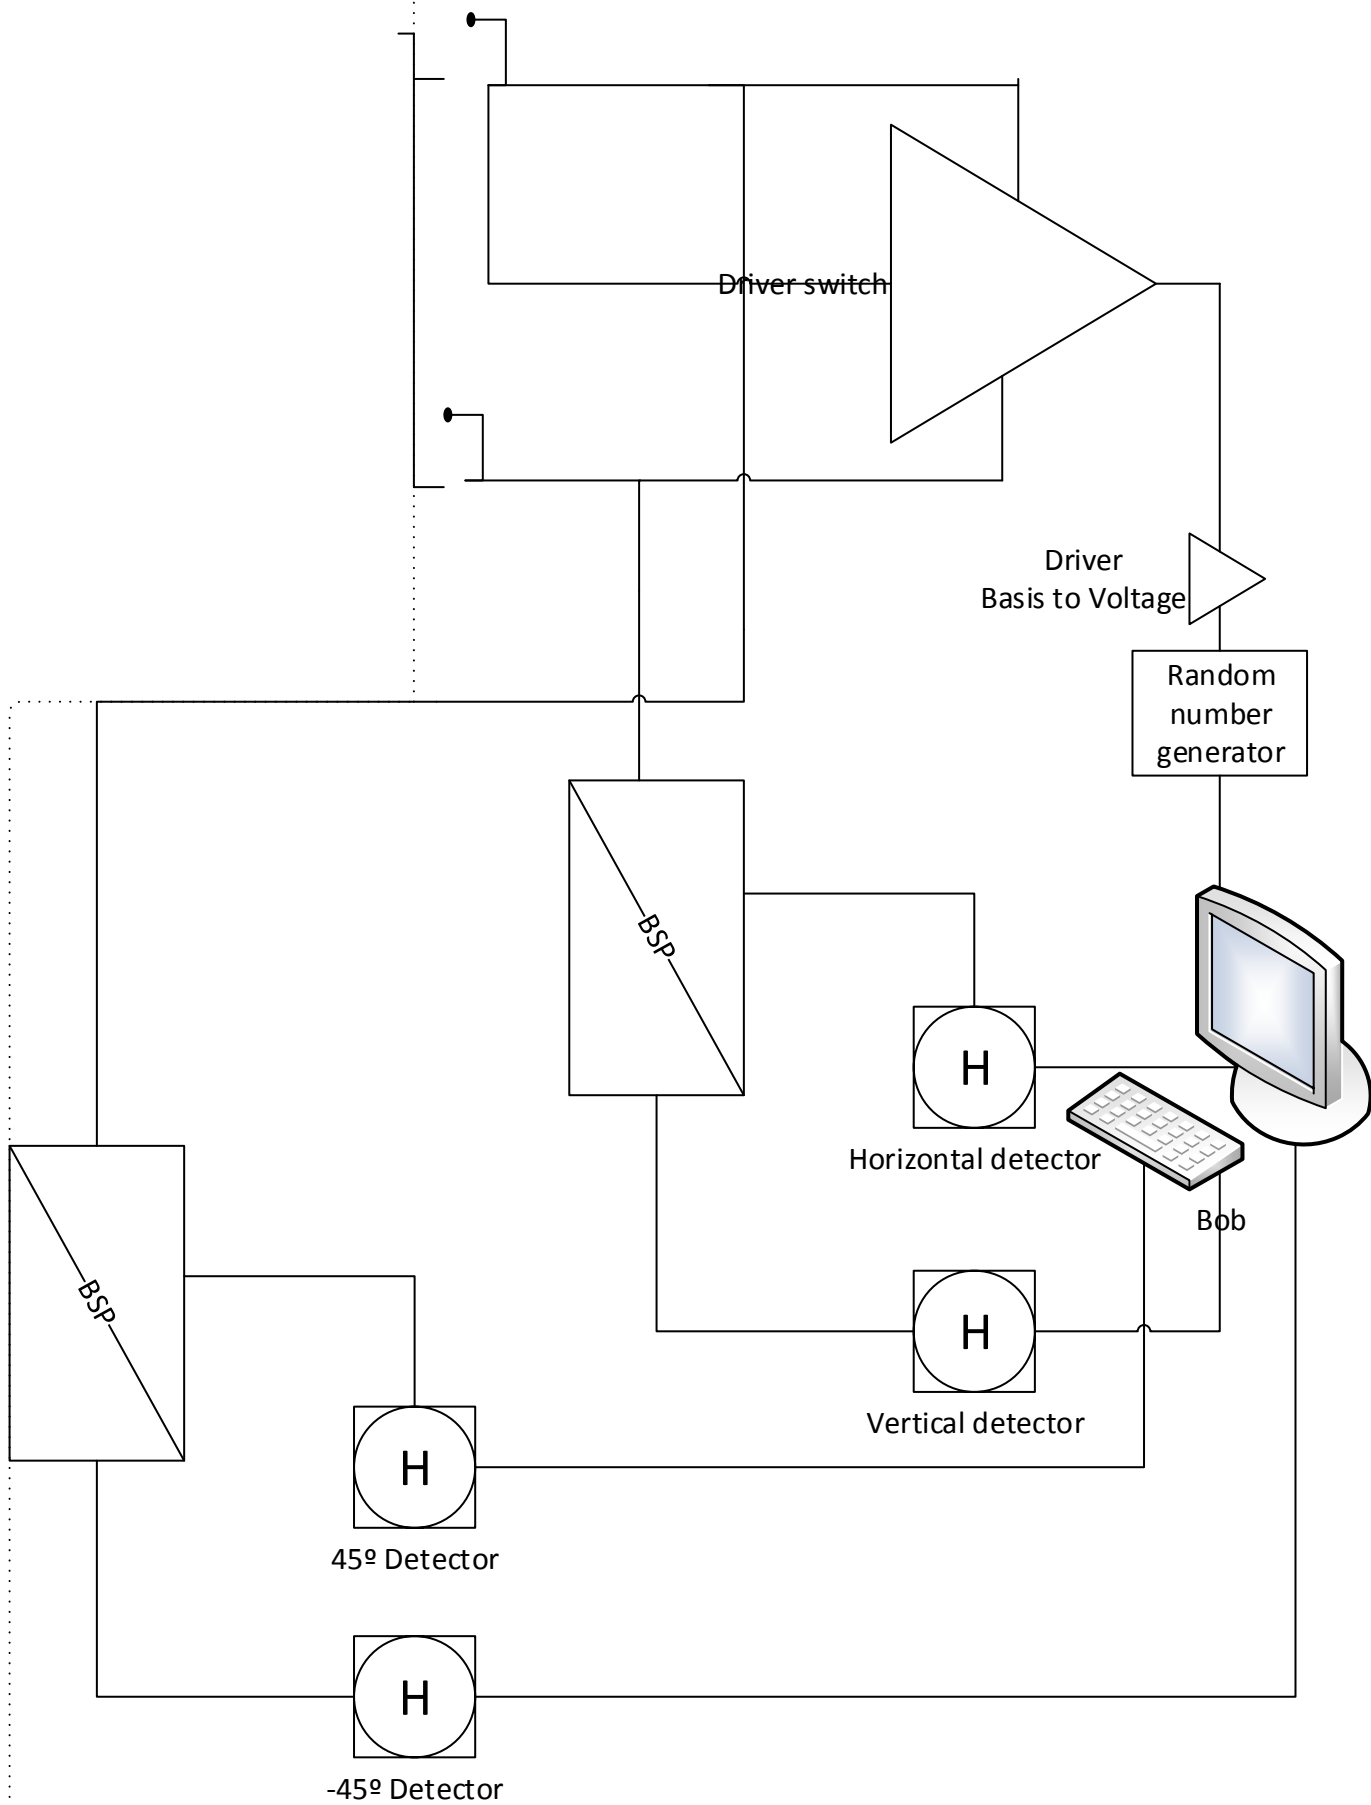 Driver switch
Driver
Basis to Voltage
Random
number
generator
BSP
H
Horizontal detector
Bob
BSP
H
Vertical detector
H
45º Detector
H
-45º Detector